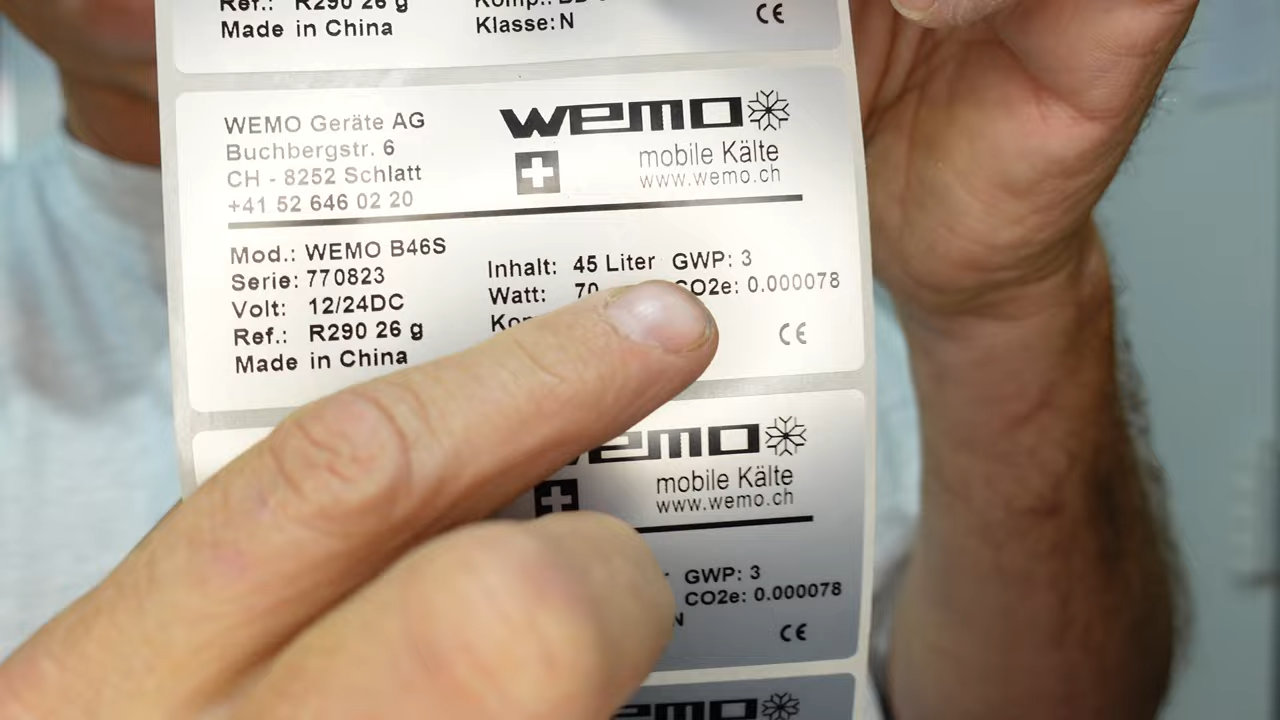 Ref.: R290 26 g
Made in China
Klasse: N
CE
WEMO Geräte AG
Buchbergstr. 6
CH - 8252 Schlatt
+41 52 646 02 20
wemo
mobile Kälte
www.wemo.ch
Mod.: WEMO B46S
Serie: 770823
Volt: 12/24DC
Ref.: R290 26 g
Made in China
Inhalt: 45 Liter GWP: 3
Watt: 70 CO2e: 0.000078
CE
wemo
mobile Kälte
www.wemo.ch
GWP: 3
CO2e: 0.000078
N
CE
wemo